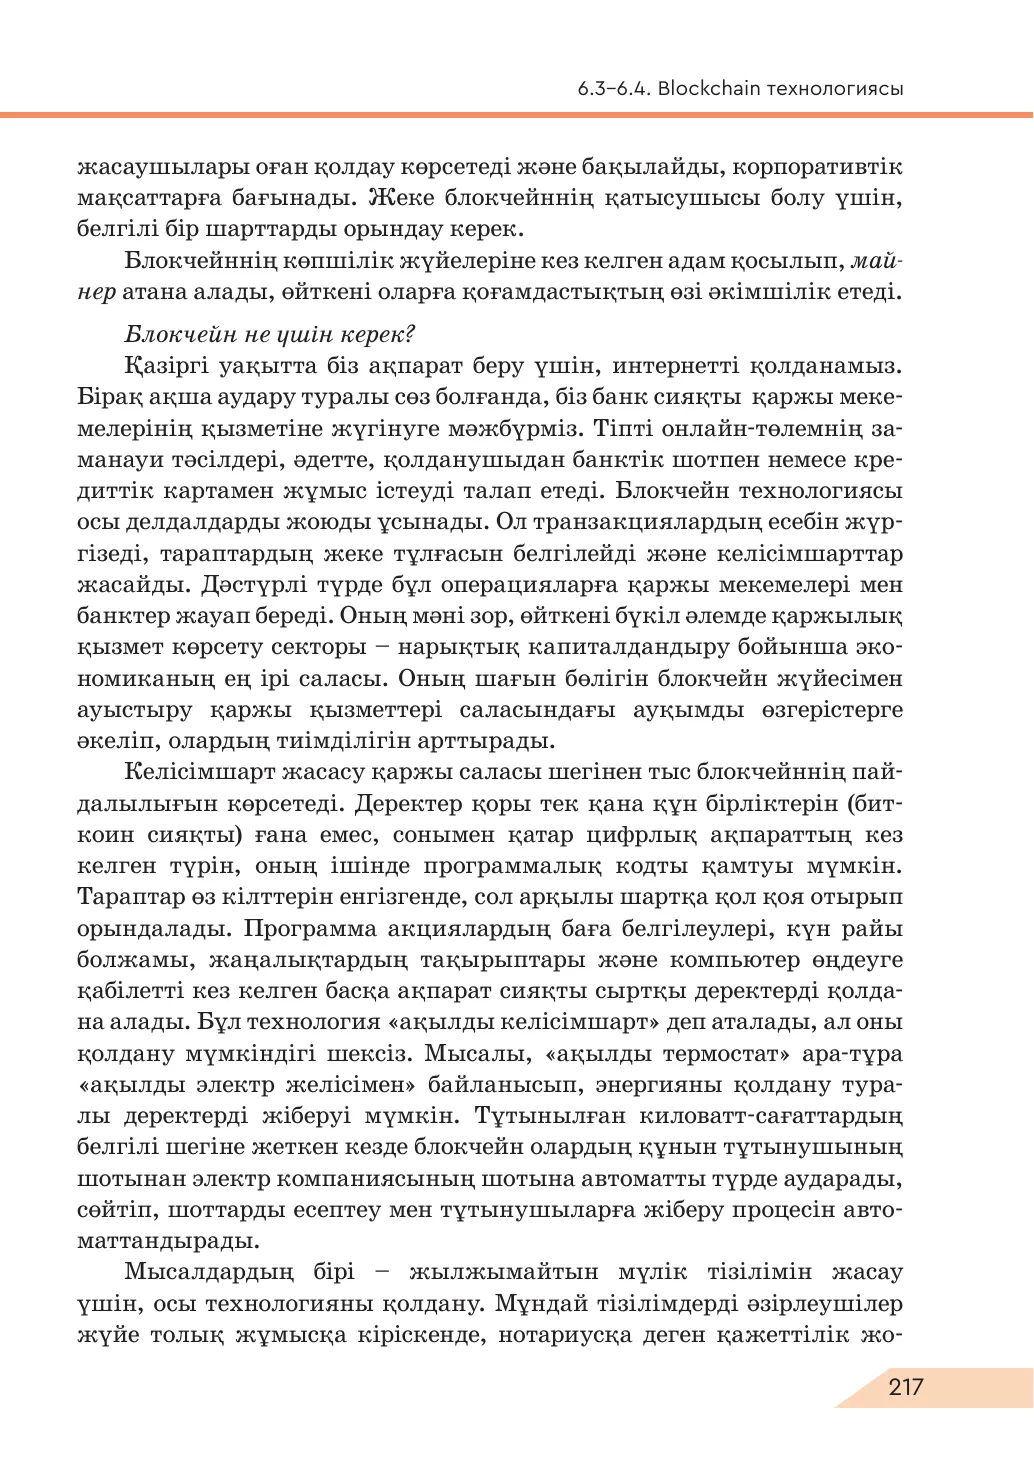 6.3–6.4. Blockchain технологиясы
жасаушылары оған қолдау көрсетеді және бақылайды, корпоративтік
мақсаттарға бағынады. Жеке блокчейннің қатысушысы болу үшін,
белгілі бір шарттарды орындау керек.
Блокчейннің көпшілік жүйелеріне кез келген адам қосылып, май-
нер атана алады, өйткені оларға қоғамдастықтың өзі әкімшілік етеді.
Блокчейн не үшін керек?
Қазіргі уақытта біз ақпарат беру үшін, интернетті қолданамыз.
Бірақ ақша аудару туралы сөз болғанда, біз банк сияқты қаржы меке-
мелерінің қызметіне жүгінуге мәжбүрміз. Тіпті онлайн-төлемнің за-
манауи тәсілдері, әдетте, қолданушыдан банктік шотпен немесе кре-
диттік картамен жұмыс істеуді талап етеді. Блокчейн технологиясы
осы делдалдарды жоюды ұсынады. Ол транзакциялардың есебін жүр-
гізеді, тараптардың жеке тұлғасын белгілейді және келісімшарттар
жасайды. Дәстүрлі түрде бұл операцияларға қаржы мекемелері мен
банктер жауап береді. Оның мәні зор, өйткені бүкіл әлемде қаржылық
қызмет көрсету секторы – нарықтық капиталдандыру бойынша эко-
номиканың ең ірі саласы. Оның шағын бөлігін блокчейн жүйесімен
ауыстыру қаржы қызметтері саласындағы ауқымды өзгерістерге
әкеліп, олардың тиімділігін арттырады.
Келісімшарт жасасу қаржы саласы шегінен тыс блокчейннің пай-
далылығын көрсетеді. Деректер қоры тек қана құн бірліктерін (бит-
коин сияқты) ғана емес, сонымен қатар цифрлық ақпараттың кез
келген түрін, оның ішінде программалық кодты қамтуы мүмкін.
Тараптар өз кілттерін енгізгенде, сол арқылы шартқа қол қоя отырып
орындалады. Программа акциялардың баға белгілеулері, күн райы
болжамы, жаңалықтардың тақырыптары және компьютер өңдеуге
қабілетті кез келген басқа ақпарат сияқты сыртқы деректерді қолда-
на алады. Бұл технология «ақылды келісімшарт» деп аталады, ал оны
қолдану мүмкіндігі шексіз. Мысалы, «ақылды термостат» ара-тұра
«ақылды электр желісімен» байланысып, энергияны қолдану тура-
лы деректерді жіберуі мүмкін. Тұтынылған киловатт-сағаттардың
белгілі шегіне жеткен кезде блокчейн олардың құнын тұтынушының
шотынан электр компаниясының шотына автоматты түрде аударады,
сөйтіп, шоттарды есептеу мен тұтынушыларға жіберу процесін авто-
маттандырады.
Мысалдардың бірі – жылжымайтын мүлік тізілімін жасау
үшін, осы технологияны қолдану. Мұндай тізілімдерді әзірлеушілер
жүйе толық жұмысқа кіріскенде, нотариусқа деген қажеттілік жо-
217